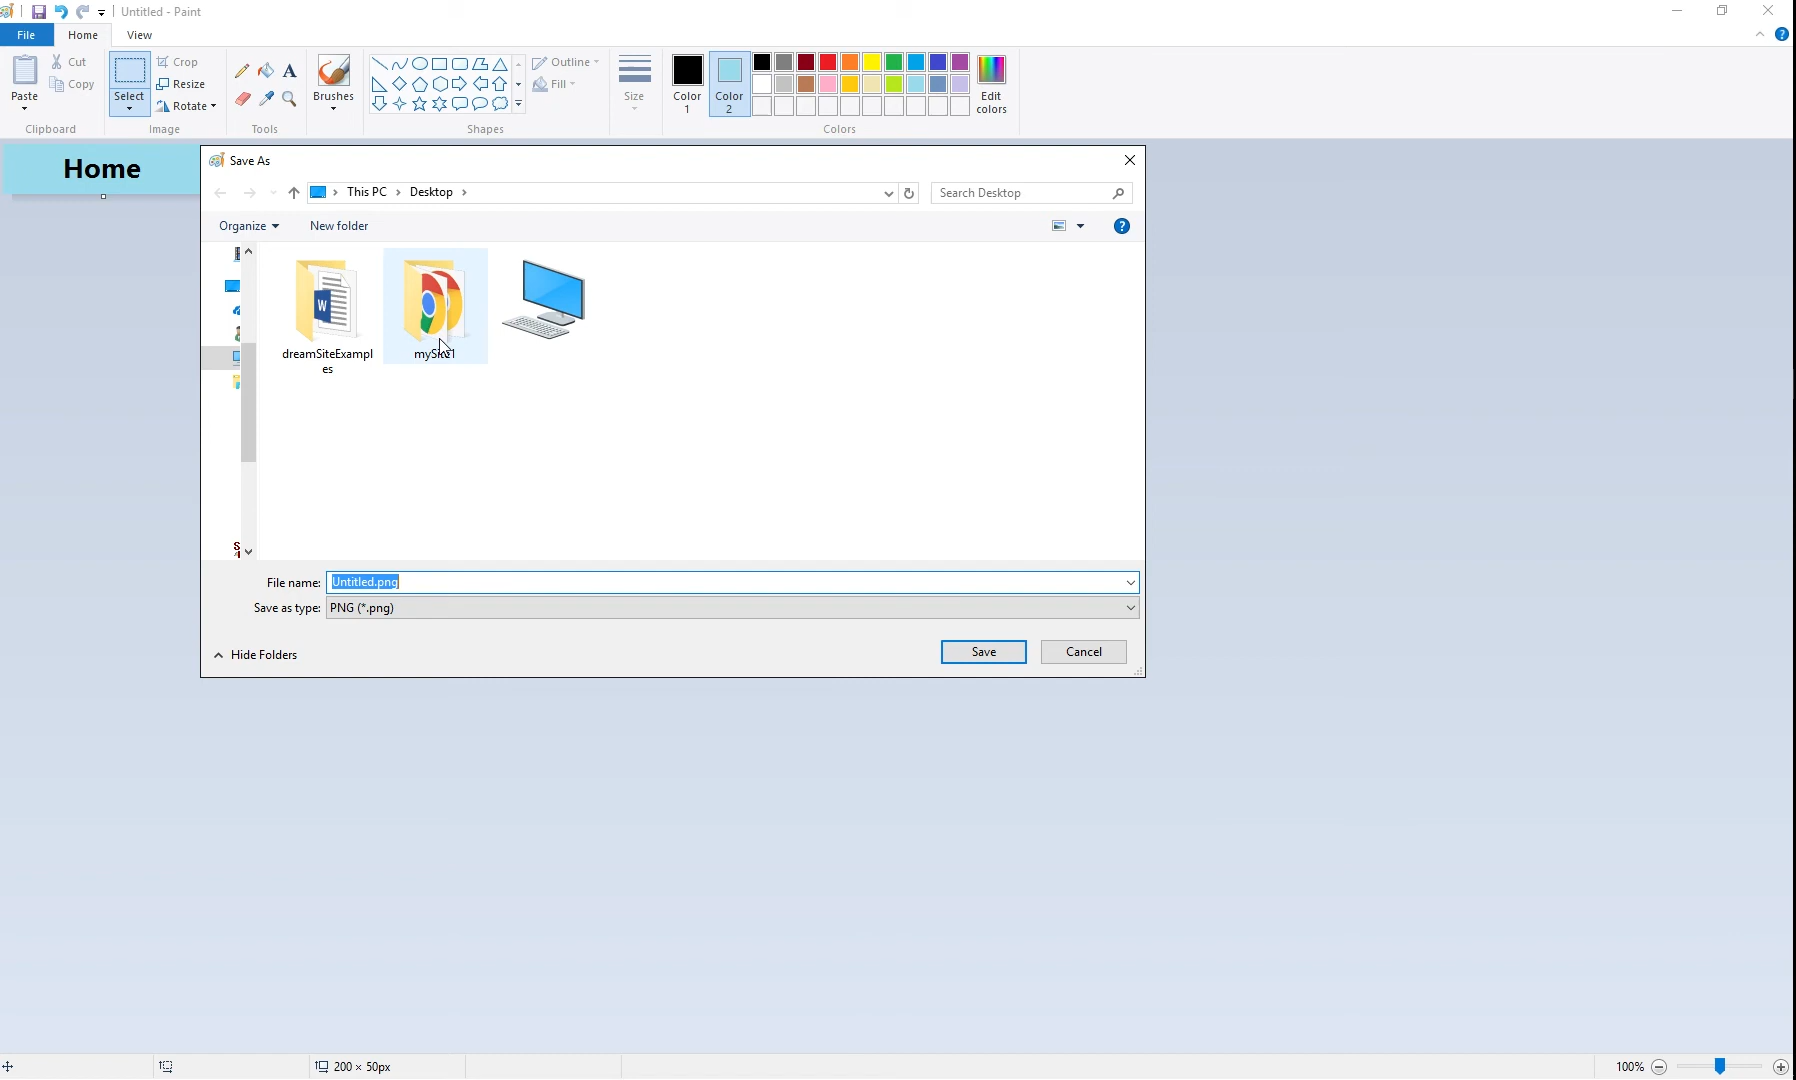 Untitled - Paint
File
Home
View
Paste
Cut
Copy
Clipboard
Select
Crop
Resize
Rotate
Image
Tools
Brushes
Shapes
Outline
Fill
Size
Color
1
Color
2
Edit
colors
Colors
Home
Save As
This PC
Desktop
Search Desktop
Organize
New folder
dreamSiteExampl
es
File name:
Untitled.png
Save as type:
PNG (*.png)
Hide Folders
Save
Cancel
200 × 50px
100%